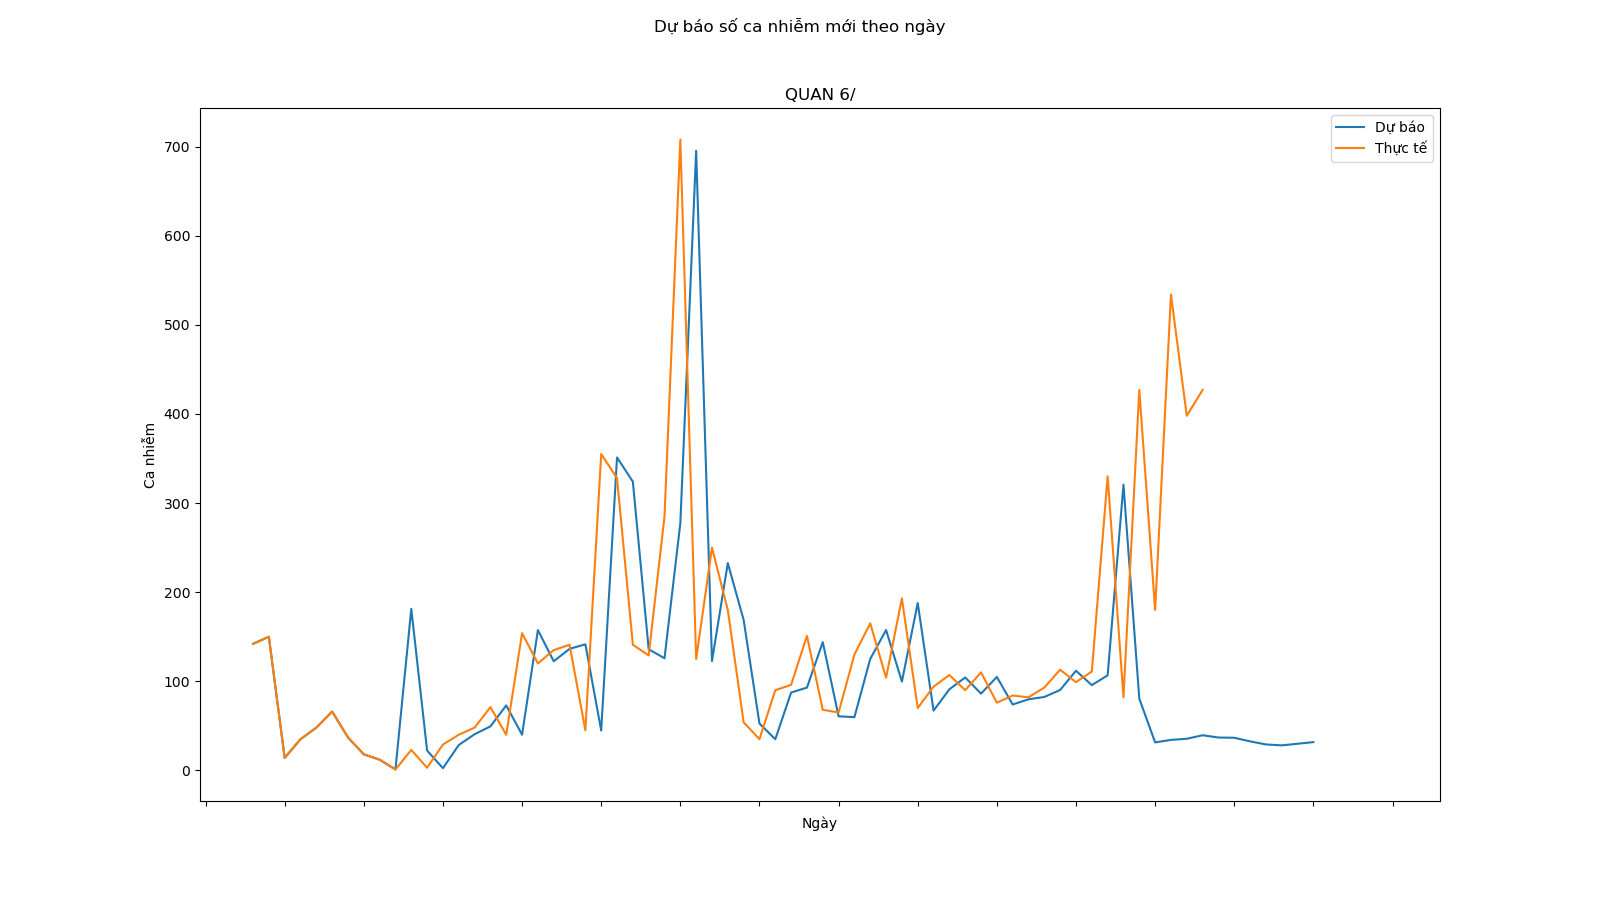 Dự báo số ca nhiễm mới theo ngày
QUAN 6/
Dự báo
Thực tế
700
600
500
400
300
200
100
0
Ca nhiễm
Ngày